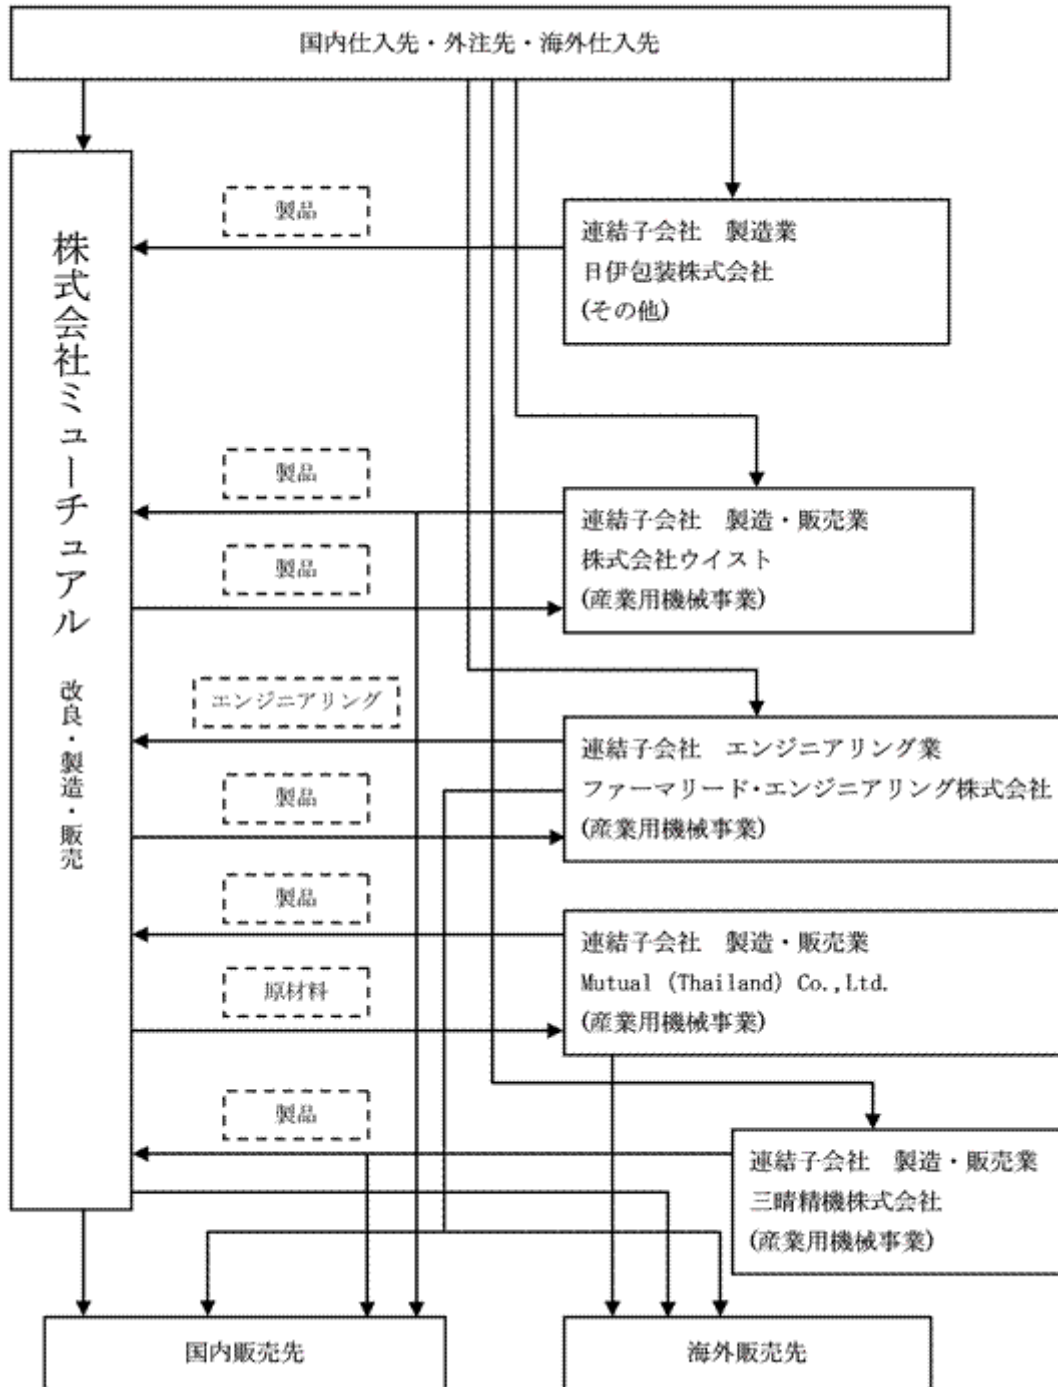 国内仕入先・外注先・海外仕入先
株式会社ミューチュアル 改良・製造・販売
製品
連結子会社 製造業
日伊包装株式会社
(その他)
製品
製品
連結子会社 製造・販売業
株式会社ウイスト
(産業用機械事業)
エンジニアリング
製品
連結子会社 エンジニアリング業
ファーマリード・エンジニアリング株式会社
(産業用機械事業)
製品
原材料
連結子会社 製造・販売業
Mutual (Thailand) Co.,Ltd.
(産業用機械事業)
製品
連結子会社 製造・販売業
三晴精機株式会社
(産業用機械事業)
国内販売先
海外販売先